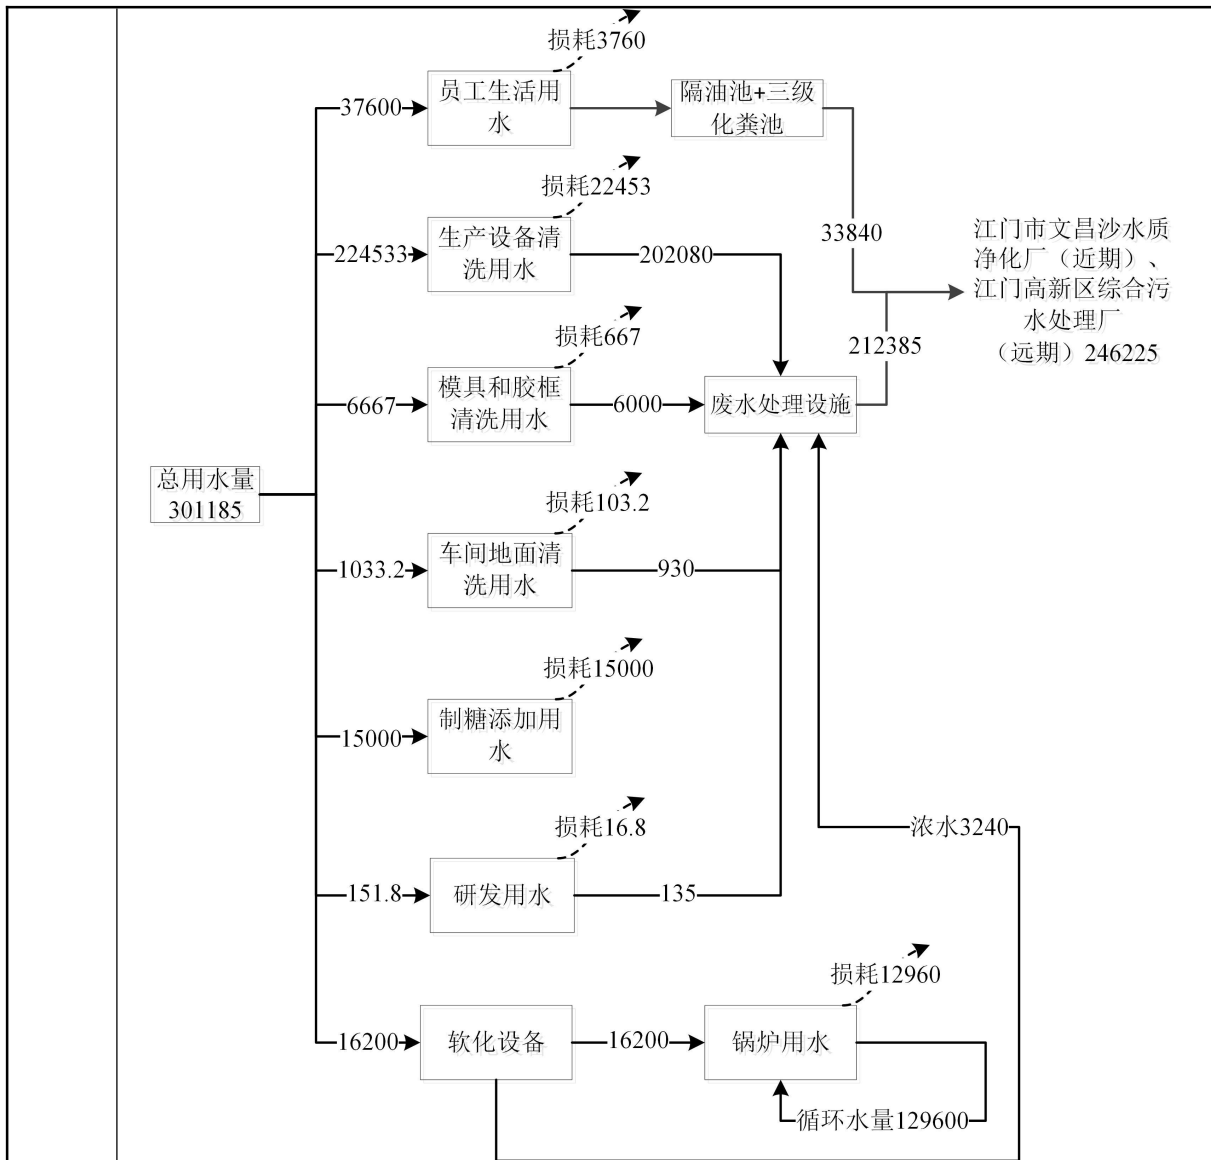 损耗3760
37600
员工生活用
水
隔油池+三级
化粪池
损耗22453
224533
生产设备清
洗用水
202080
33840
江门市文昌沙水质
净化厂（近期）、
江门高新区综合污
水处理厂
（远期）246225
损耗667
6667
模具和胶框
清洗用水
6000
废水处理设施
212385
总用水量
301185
损耗103.2
1033.2
车间地面清
洗用水
930
损耗15000
15000
制糖添加用
水
损耗16.8
151.8
研发用水
135
浓水3240
损耗12960
16200
软化设备
16200
锅炉用水
循环水量129600